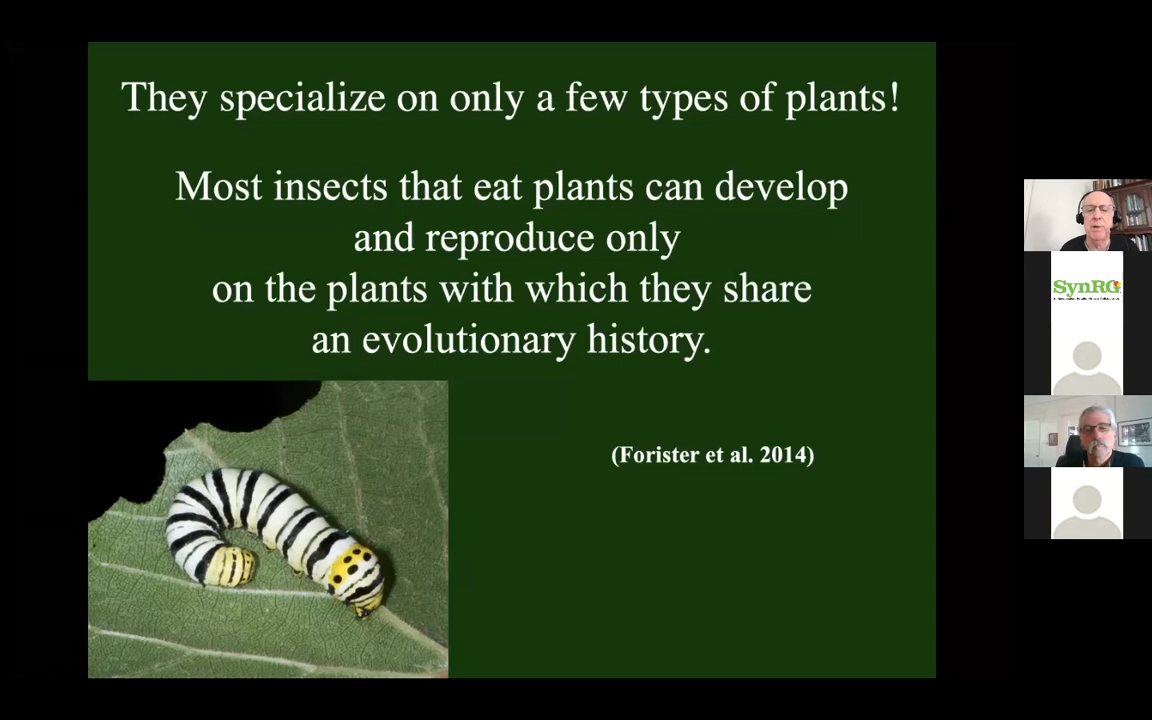 They specialize on only a few types of plants!
Most insects that eat plants can develop
and reproduce only
on the plants with which they share
an evolutionary history.
(Forister et al. 2014)
SynRG